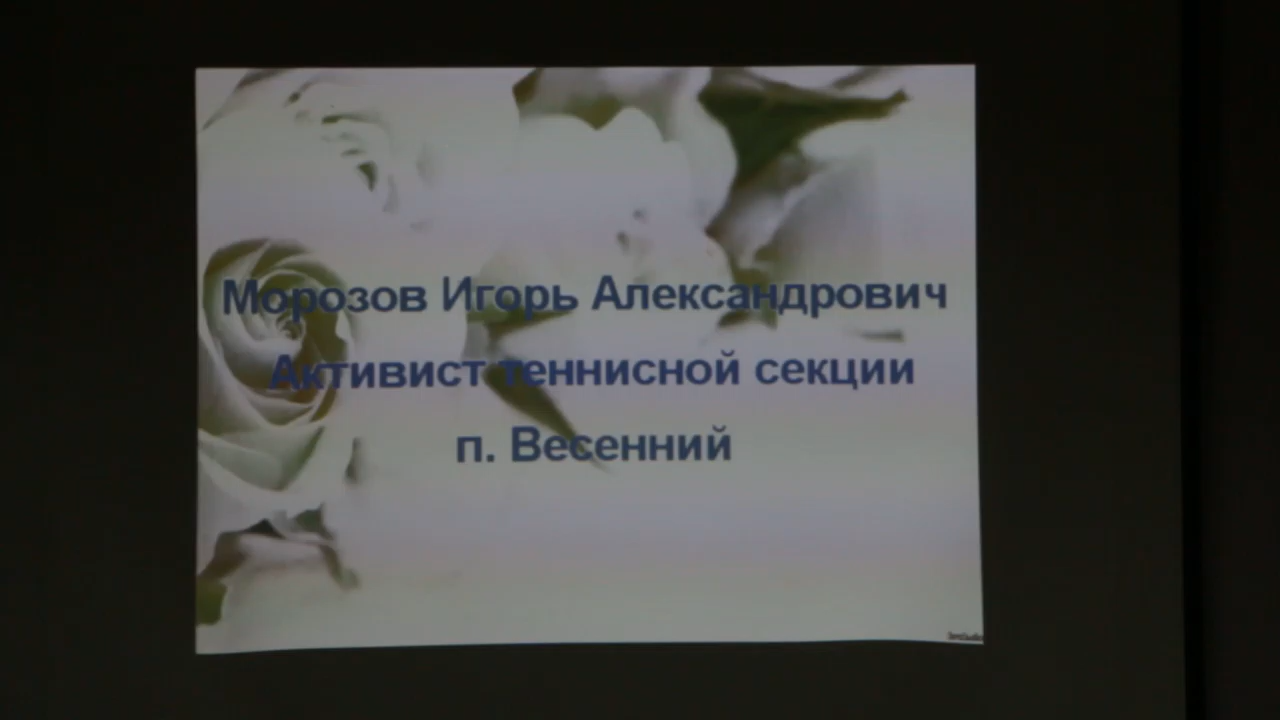 Морозов Игорь Александрович
Активист теннисной секции
п. Весенний